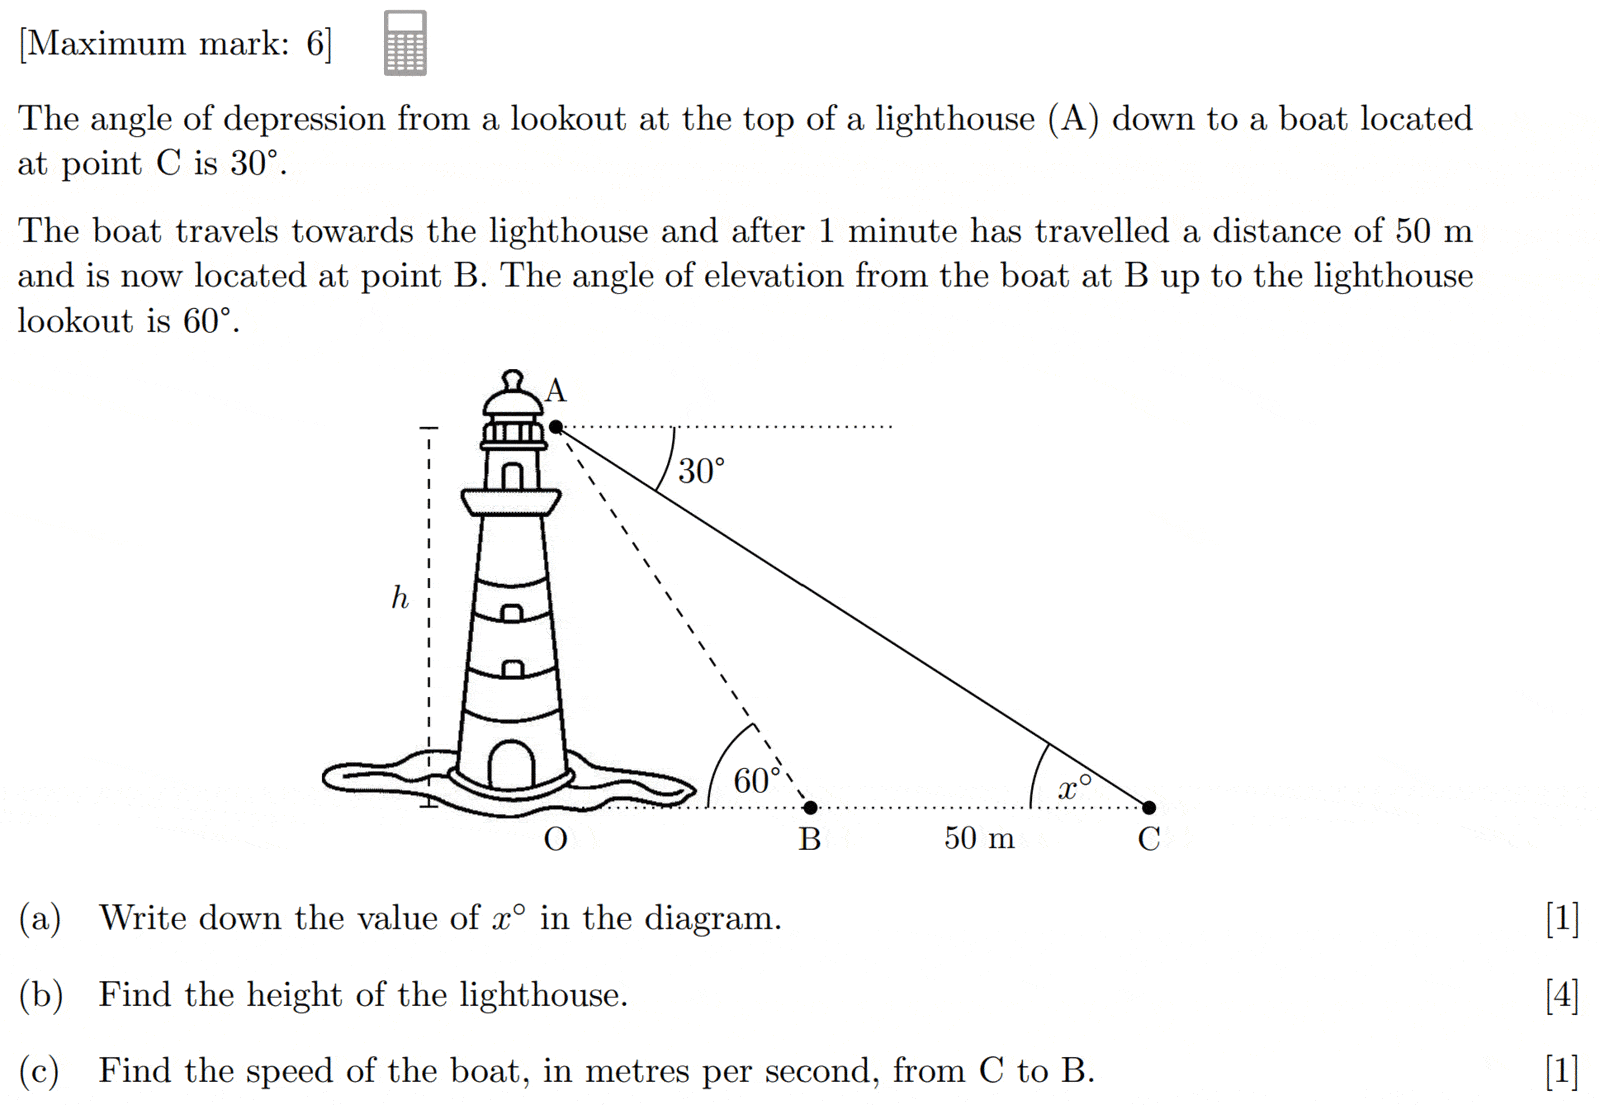 [Maximum mark: 6]
The angle of depression from a lookout at the top of a lighthouse (A) down to a boat located
at point C is 30°.
The boat travels towards the lighthouse and after 1 minute has travelled a distance of 50 m
and is now located at point B. The angle of elevation from the boat at B up to the lighthouse
lookout is 60°.
A
30°
h
60°
x°
O
B
50 m
C
(a) Write down the value of x° in the diagram. [1]
(b) Find the height of the lighthouse. [4]
(c) Find the speed of the boat, in metres per second, from C to B. [1]